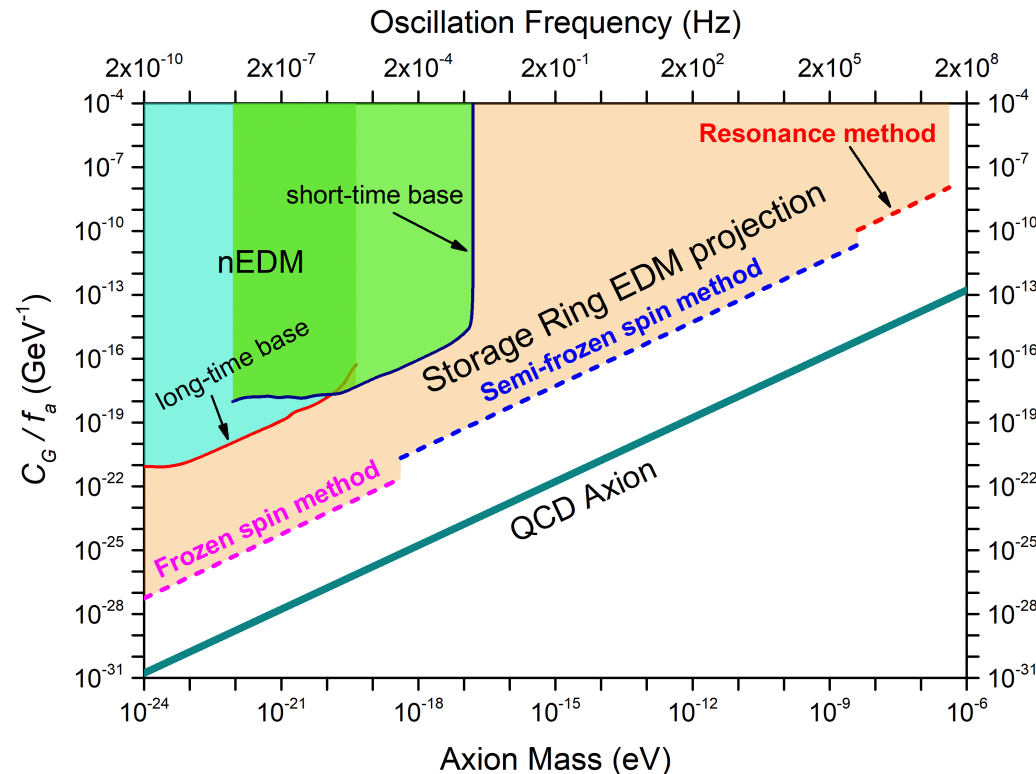 Oscillation Frequency (Hz)
2x10⁻¹⁰ 2x10⁻⁷ 2x10⁻⁴ 2x10⁻¹ 2x10² 2x10⁵ 2x10⁸
10⁻⁴ 10⁻⁴
Resonance method
10⁻⁷ 10⁻⁷
short-time base
10⁻¹⁰ 10⁻¹⁰
nEDM
Storage Ring EDM projection
Semi-frozen spin method
10⁻¹³ 10⁻¹³
C_G / f_a (GeV⁻¹)
long-time base
10⁻¹⁶ 10⁻¹⁶
10⁻¹⁹ 10⁻¹⁹
10⁻²² 10⁻²²
Frozen spin method
QCD Axion
10⁻²⁵ 10⁻²⁵
10⁻²⁸ 10⁻²⁸
10⁻³¹ 10⁻³¹
10⁻²⁴ 10⁻²¹ 10⁻¹⁸ 10⁻¹⁵ 10⁻¹² 10⁻⁹ 10⁻⁶
Axion Mass (eV)